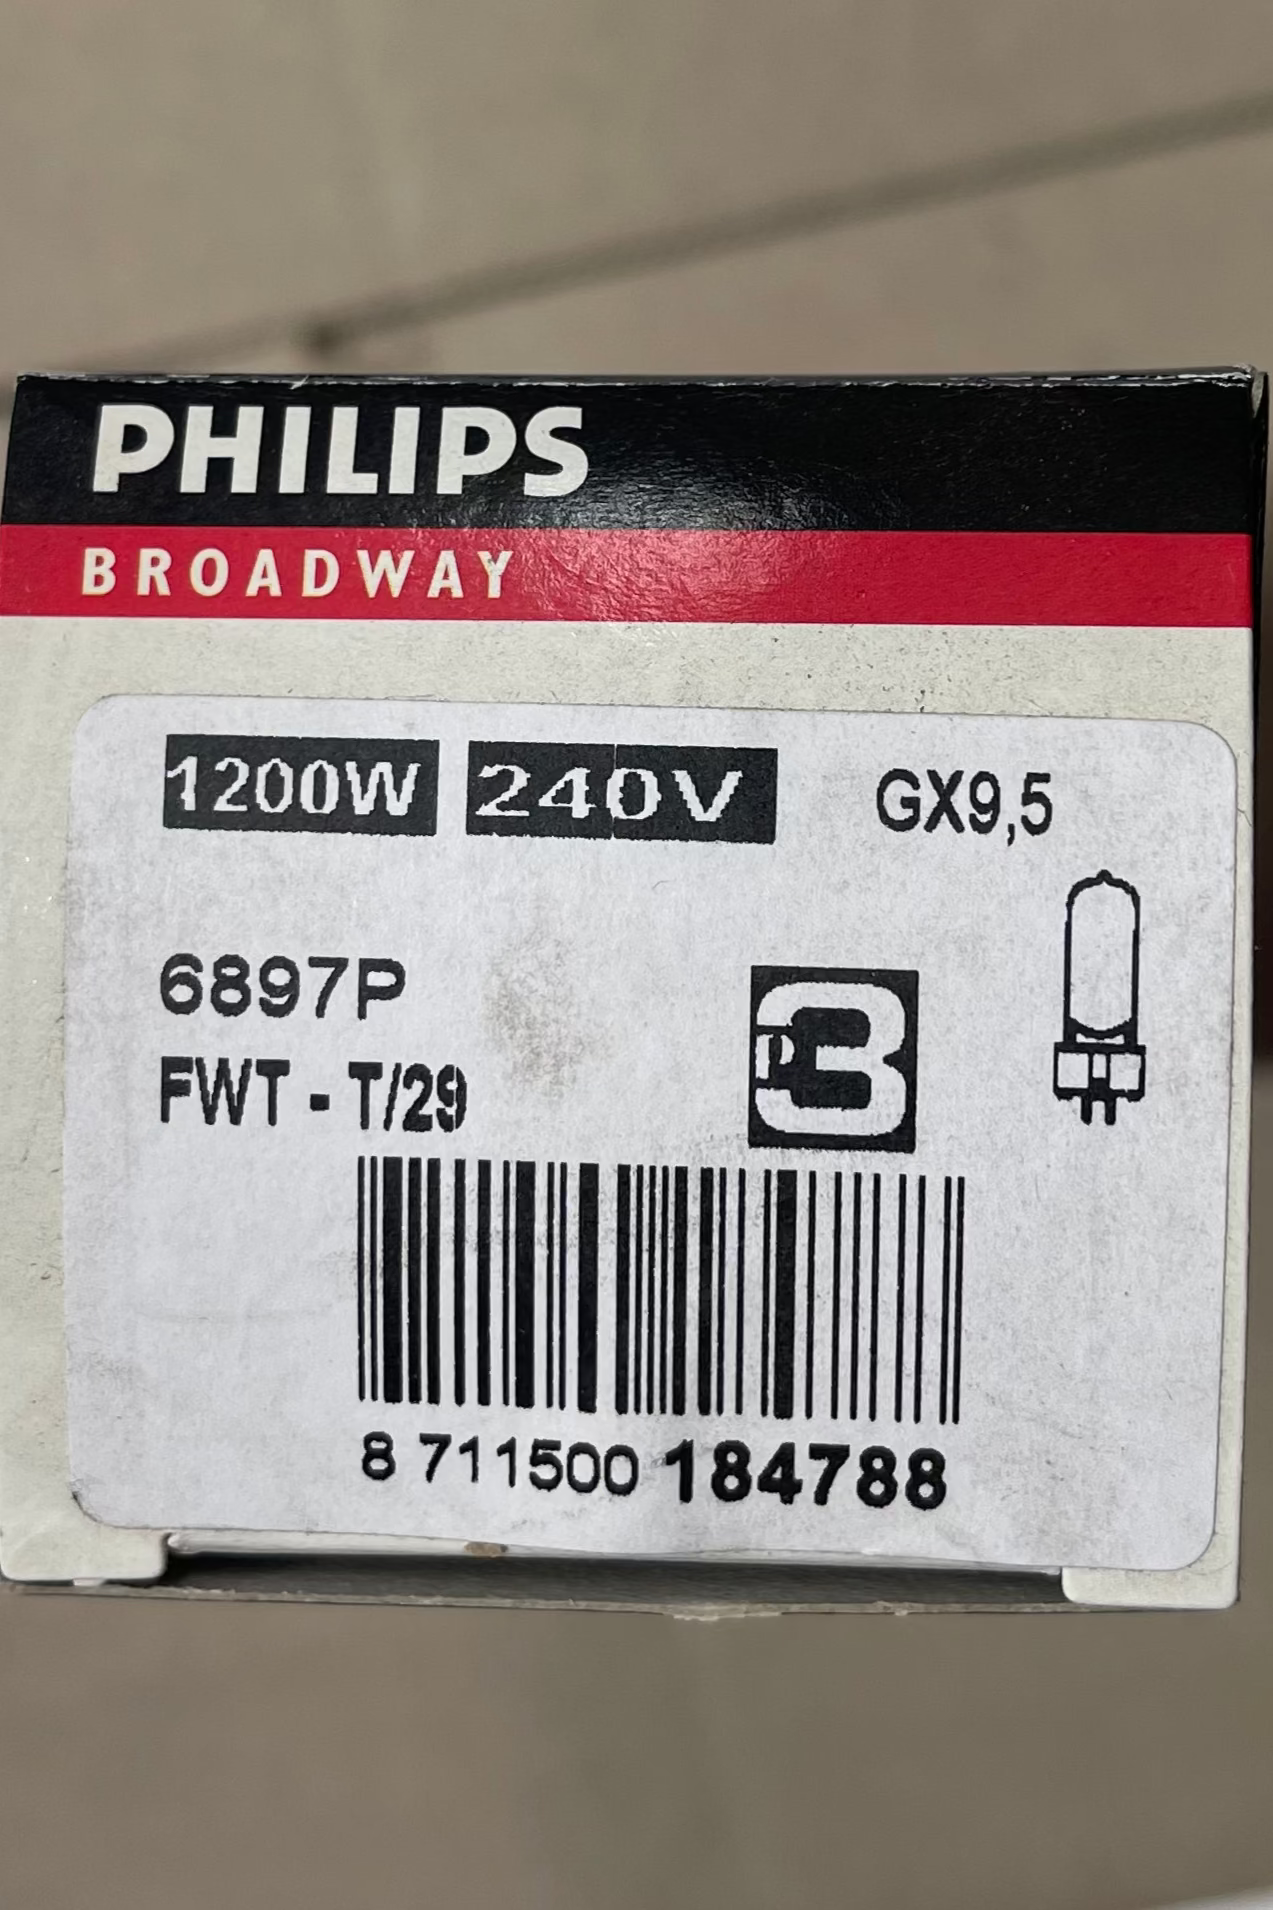 PHILIPS
BROADWAY
1200W 240V GX9,5
6897P
P3
FWT - T/29
8 711500 184788